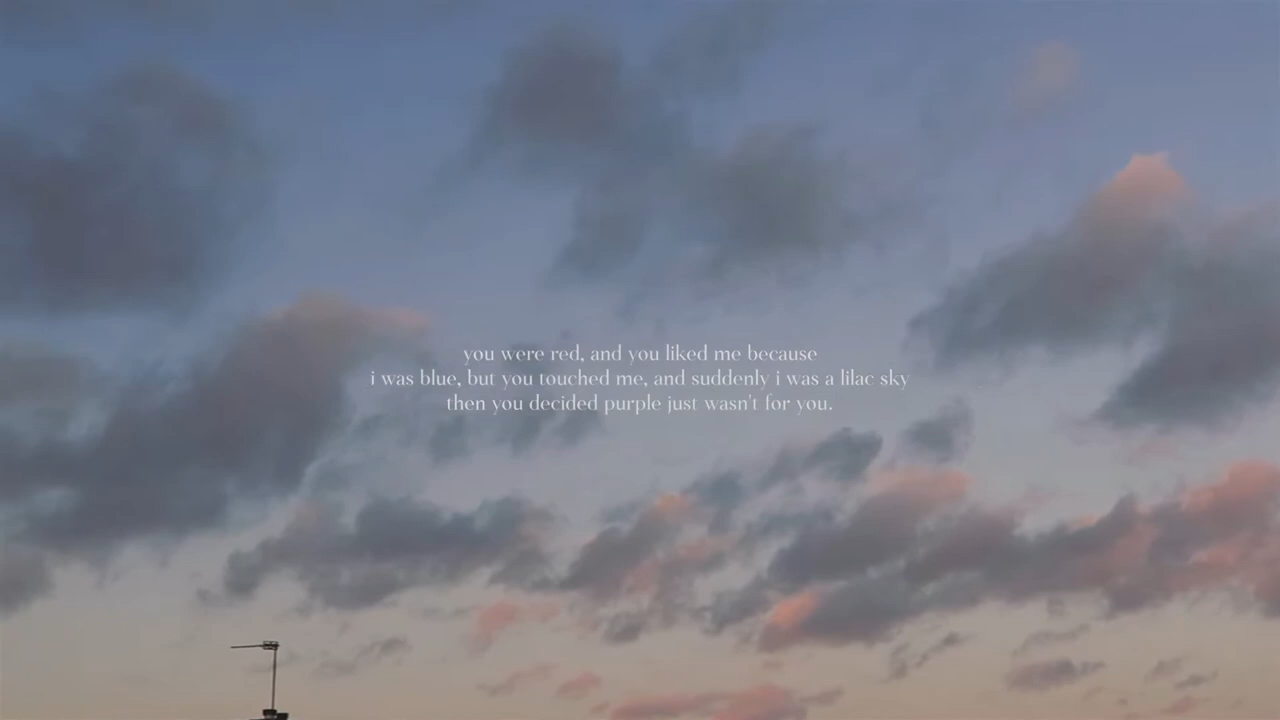 you were red, and you liked me because
i was blue, but you touched me, and suddenly i was a lilac sky
then you decided purple just wasn't for you.